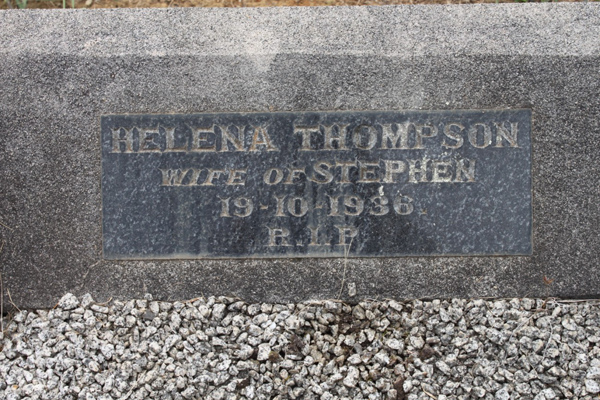 HELENA THOMPSON
WIFE OF STEPHEN
19-10-1936.
R.I.P.